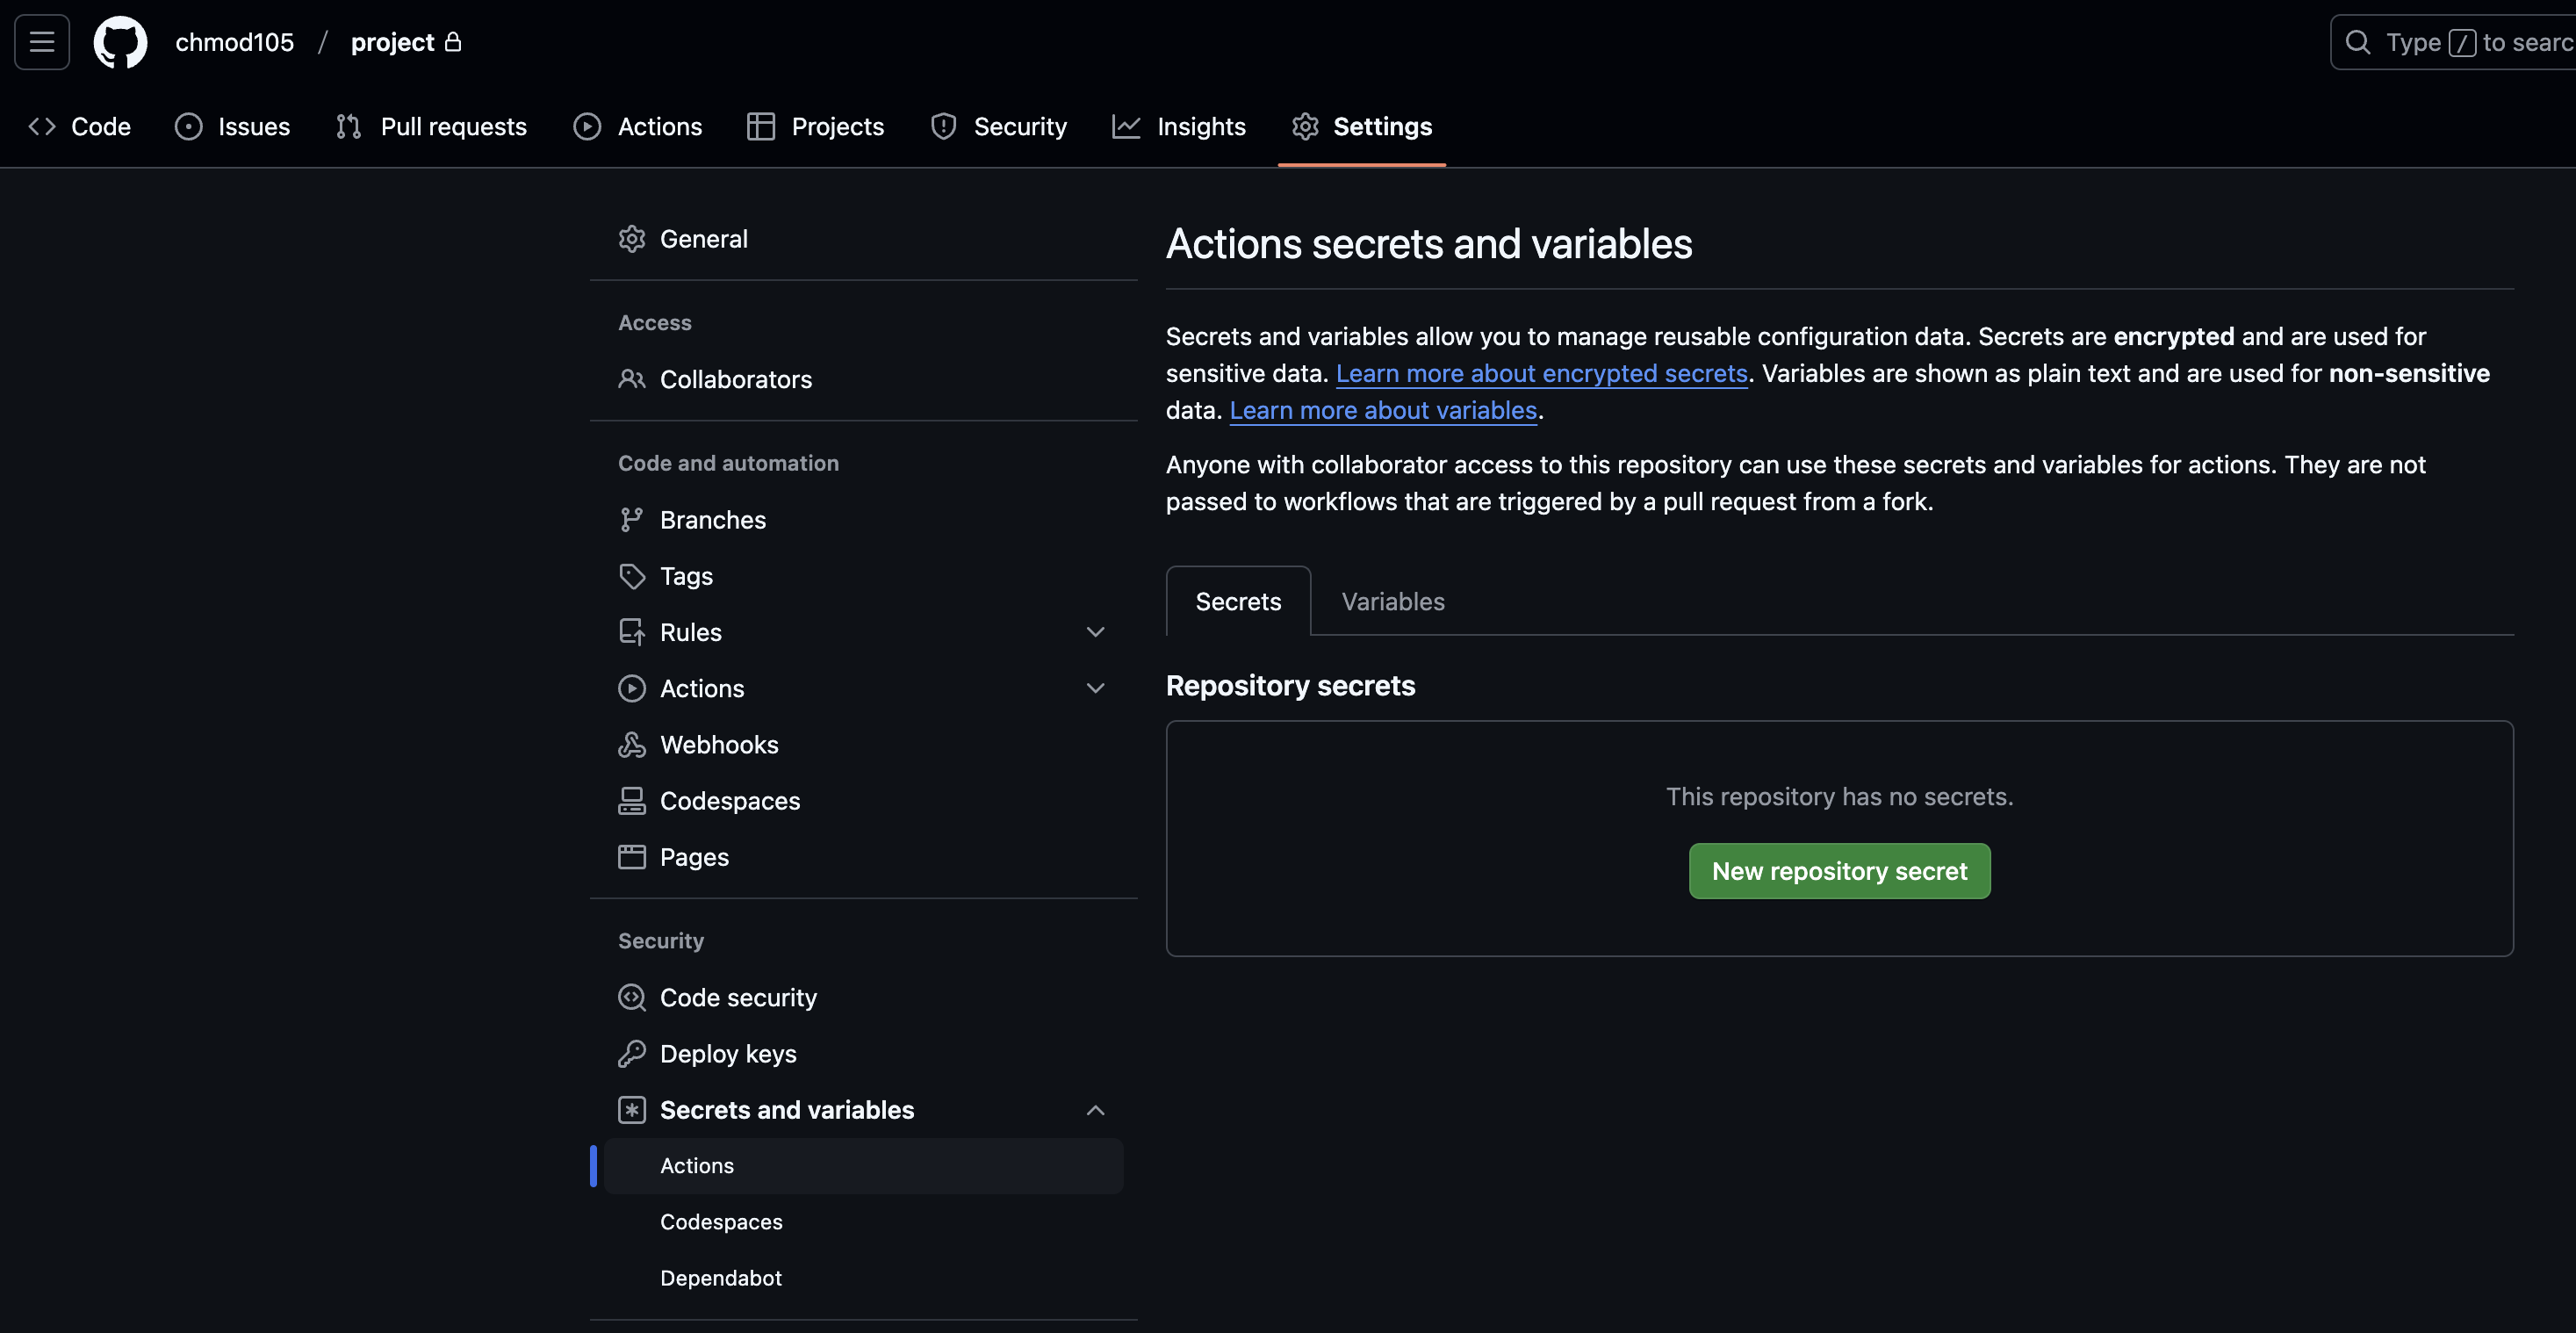 chmod105 / project
Type / to searc
Code Issues Pull requests Actions Projects Security Insights Settings
General
Access
Collaborators
Code and automation
Branches
Tags
Rules
Actions
Webhooks
Codespaces
Pages
Security
Code security
Deploy keys
Secrets and variables
Actions
Codespaces
Dependabot
Actions secrets and variables
Secrets and variables allow you to manage reusable configuration data. Secrets are encrypted and are used for
sensitive data. Learn more about encrypted secrets. Variables are shown as plain text and are used for non-sensitive
data. Learn more about variables.
Anyone with collaborator access to this repository can use these secrets and variables for actions. They are not
passed to workflows that are triggered by a pull request from a fork.
Secrets Variables
Repository secrets
This repository has no secrets.
New repository secret